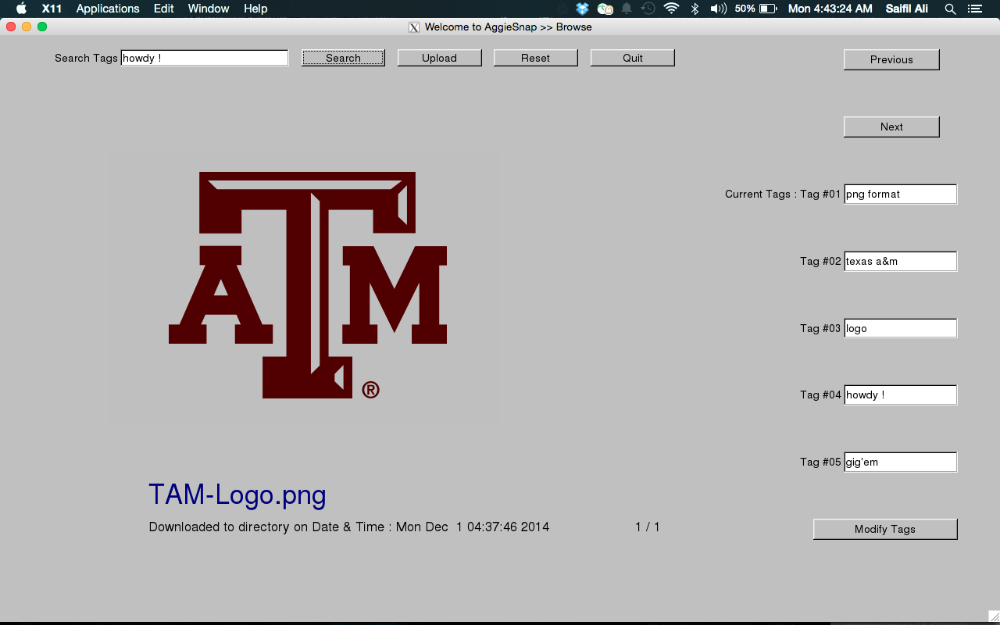 X11 Applications Edit Window Help 50% Mon 4:43:24 AM Saifil Ali
X Welcome to AggieSnap >> Browse
Search Tags howdy ! Search Upload Reset Quit Previous
Next
Current Tags : Tag #01 png format
Tag #02 texas a&m
Tag #03 logo
Tag #04 howdy !
Tag #05 gig'em
ATM®
TAM-Logo.png
Downloaded to directory on Date & Time : Mon Dec 1 04:37:46 2014 1 / 1
Modify Tags